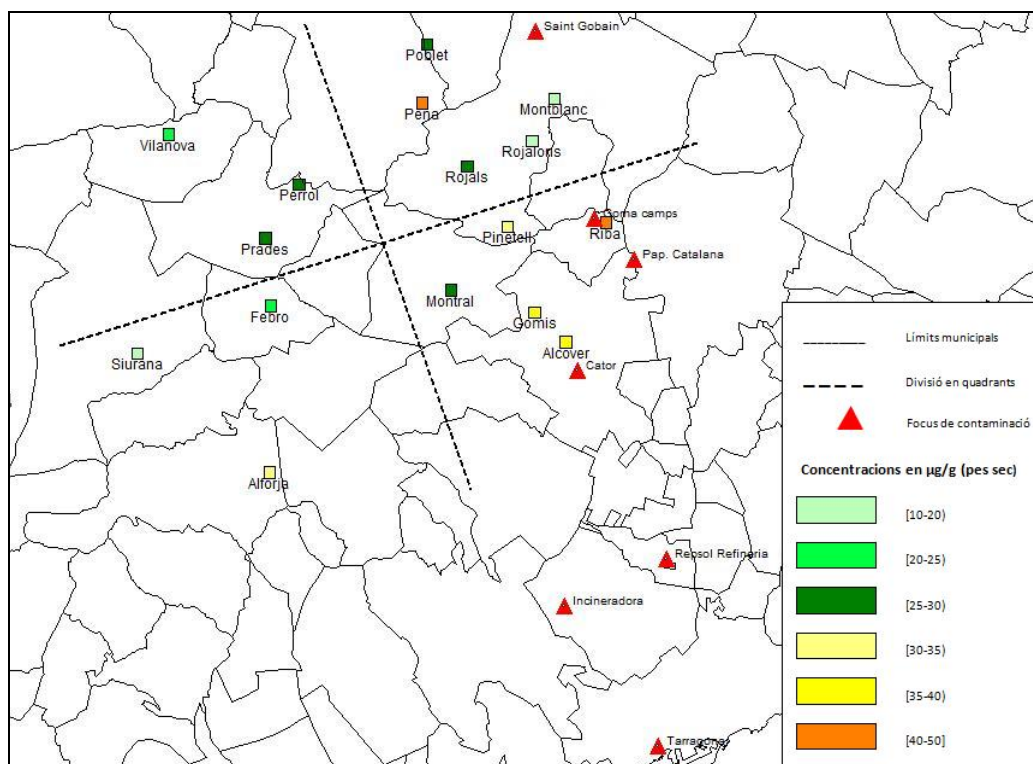 Saint Gobain
Poblet
Pena
Montblanc
Vilanova
Rojalons
Rojals
Perrol
Goma camps
Riba
Pinetell
Prades
Pap. Catalana
Montral
Febro
Gomis
Alcover
Siurana
Cator
Alforja
Repsol Refineria
Incineradora
Tarragona
Límits municipals
Divisió en quadrants
Focus de contaminació
Concentracions en µg/g (pes sec)
[10-20)
[20-25)
[25-30)
[30-35)
[35-40)
[40-50]